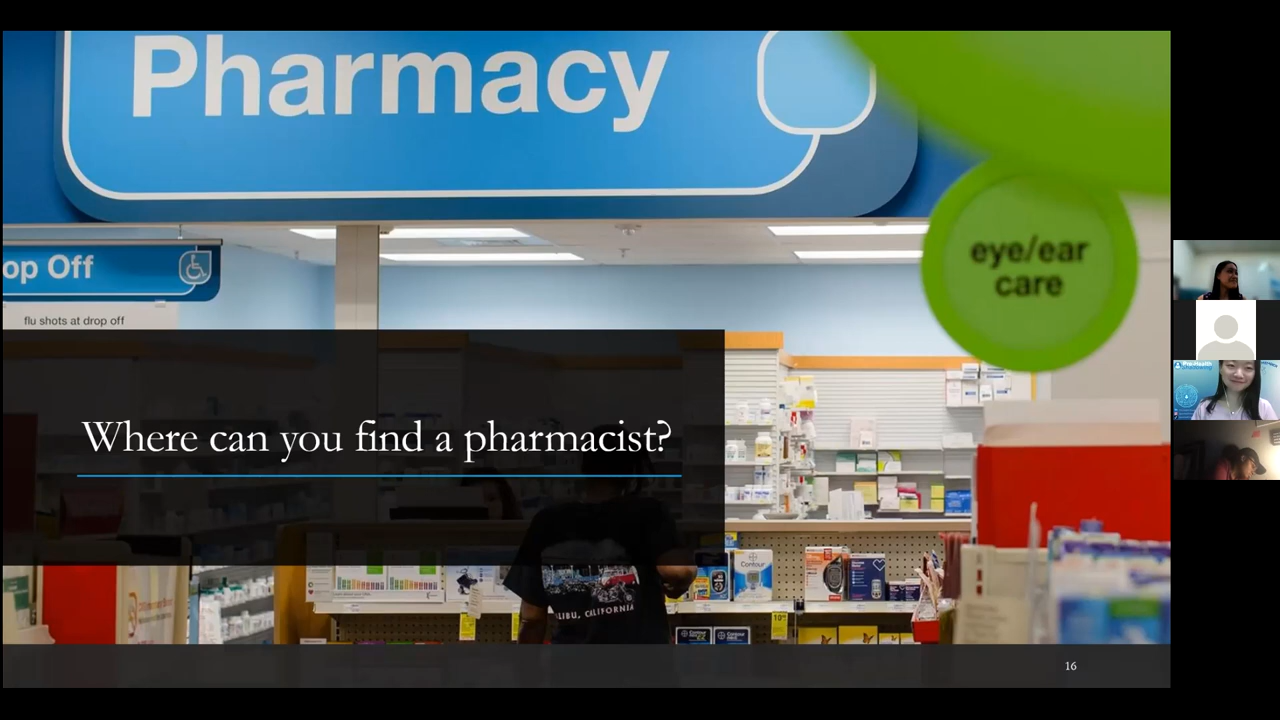 Pharmacy
op Off
flu shots at drop off
eye/ear
care
Where can you find a pharmacist?
Contour
LIBU, CALIFORNIA
16